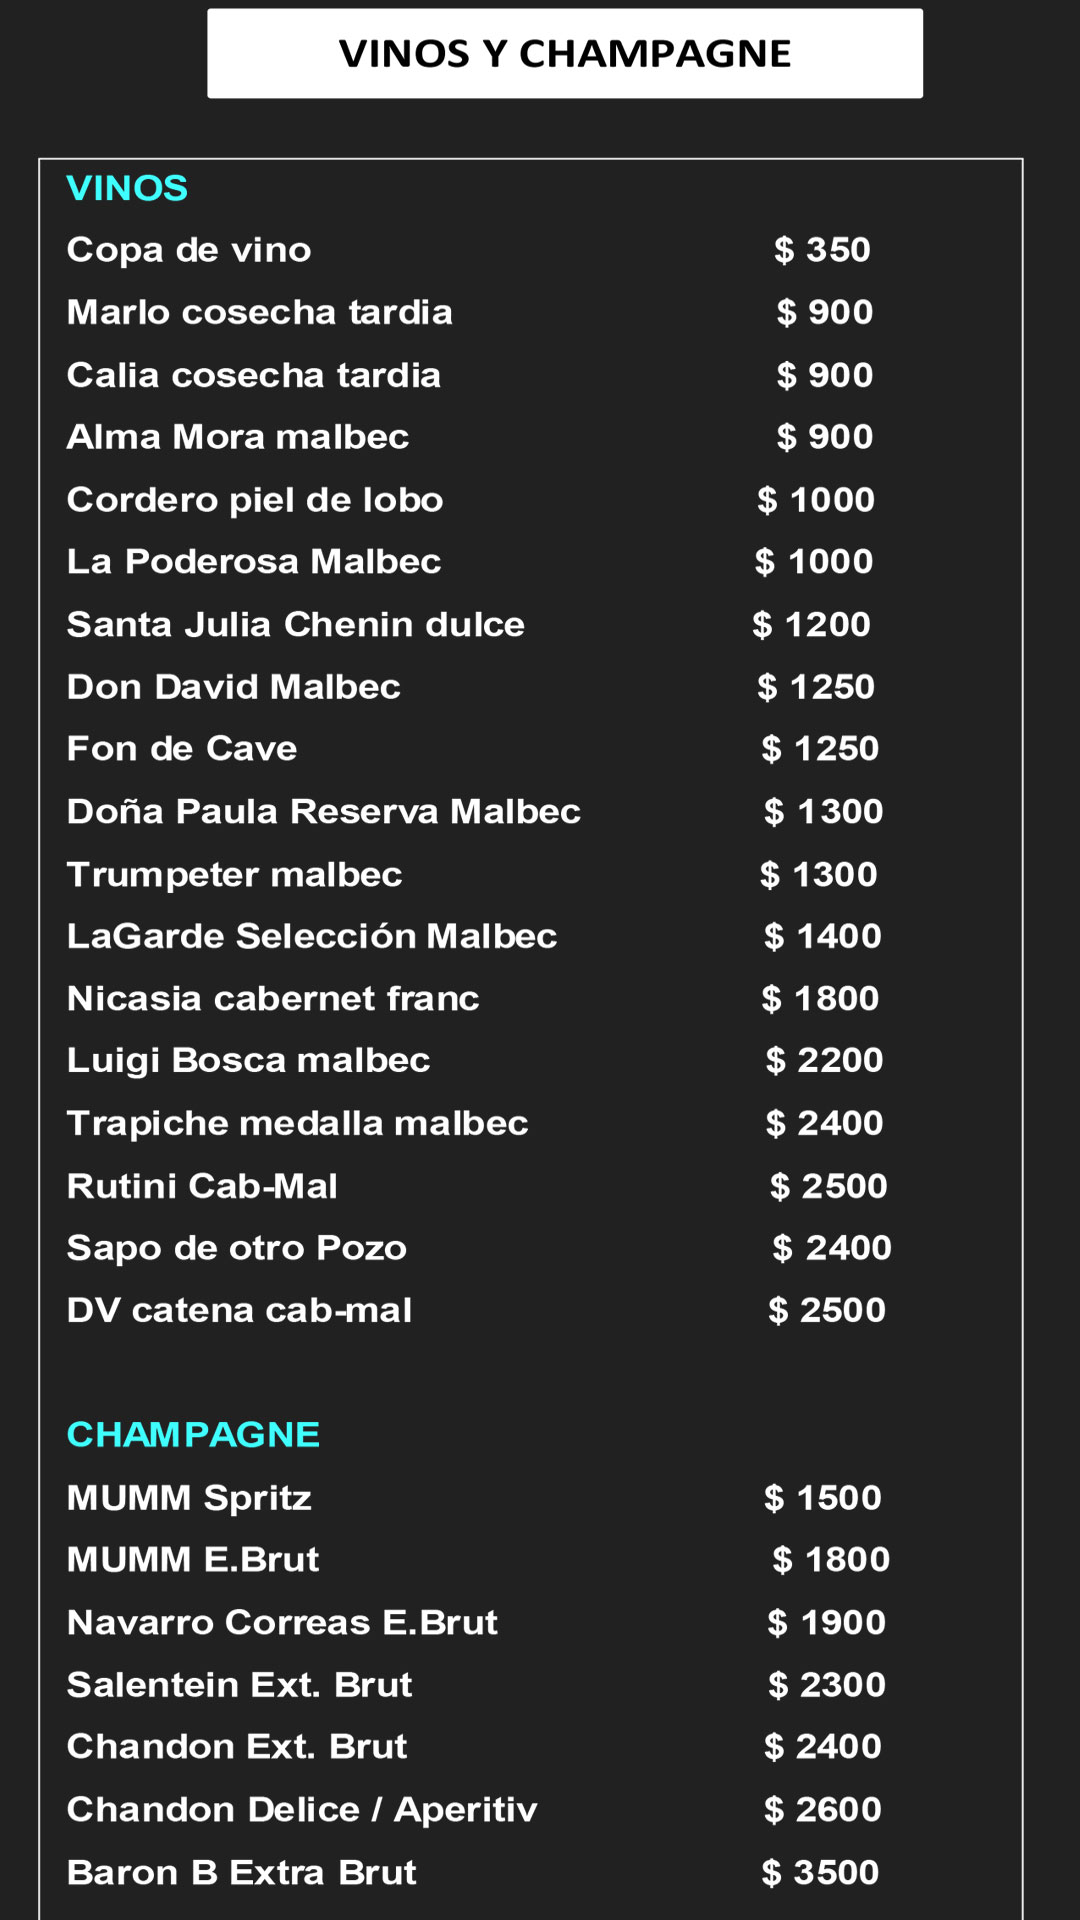 VINOS Y CHAMPAGNE
VINOS
Copa de vino $ 350
Marlo cosecha tardia $ 900
Calia cosecha tardia $ 900
Alma Mora malbec $ 900
Cordero piel de lobo $ 1000
La Poderosa Malbec $ 1000
Santa Julia Chenin dulce $ 1200
Don David Malbec $ 1250
Fon de Cave $ 1250
Doña Paula Reserva Malbec $ 1300
Trumpeter malbec $ 1300
LaGarde Selección Malbec $ 1400
Nicasia cabernet franc $ 1800
Luigi Bosca malbec $ 2200
Trapiche medalla malbec $ 2400
Rutini Cab-Mal $ 2500
Sapo de otro Pozo $ 2400
DV catena cab-mal $ 2500
CHAMPAGNE
MUMM Spritz $ 1500
MUMM E.Brut $ 1800
Navarro Correas E.Brut $ 1900
Salentein Ext. Brut $ 2300
Chandon Ext. Brut $ 2400
Chandon Delice / Aperitiv $ 2600
Baron B Extra Brut $ 3500